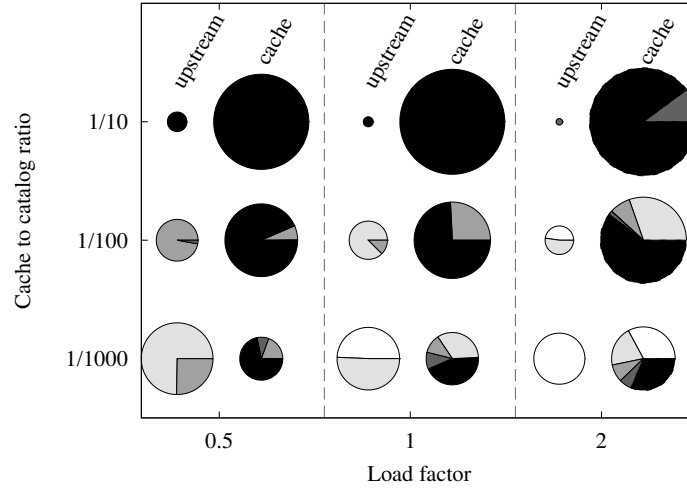 upstream
cache
upstream
cache
upstream
cache
Cache to catalog ratio
1/10
1/100
1/1000
0.5
1
2
Load factor